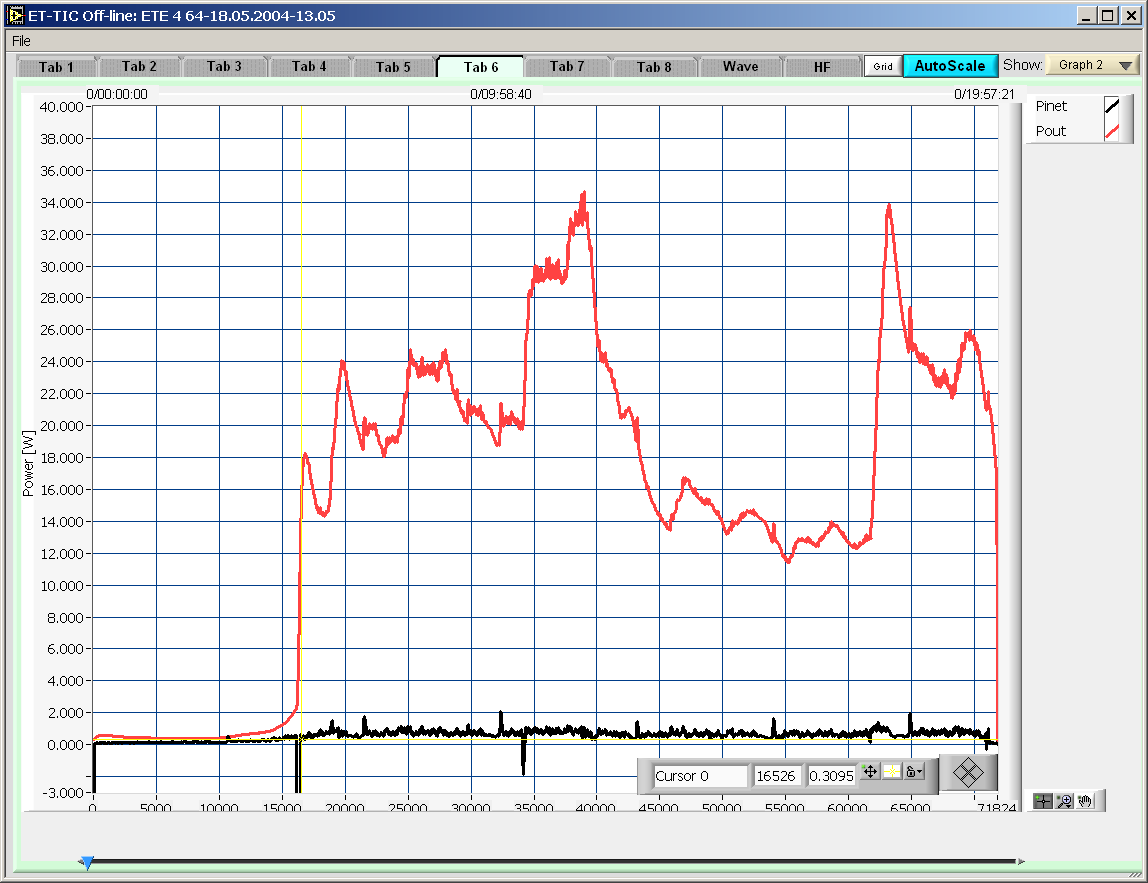 ET-TIC Off-line: ETE 4 64-18.05.2004-13.05
File
Tab 1 Tab 2 Tab 3 Tab 4 Tab 5 Tab 6 Tab 7 Tab 8 Wave HF Grid AutoScale Show: Graph 2
0/00:00:00 0/09:58:40 0/19:57:21
Pinet
Pout
40.000
38.000
36.000
34.000
32.000
30.000
28.000
26.000
24.000
22.000
20.000
18.000
16.000
14.000
12.000
10.000
8.000
6.000
4.000
2.000
0.000
-3.000
Power [W]
Cursor 0 16526 0.3095
0 5000 10000 15000 20000 25000 30000 35000 40000 45000 50000 55000 60000 65000 71824